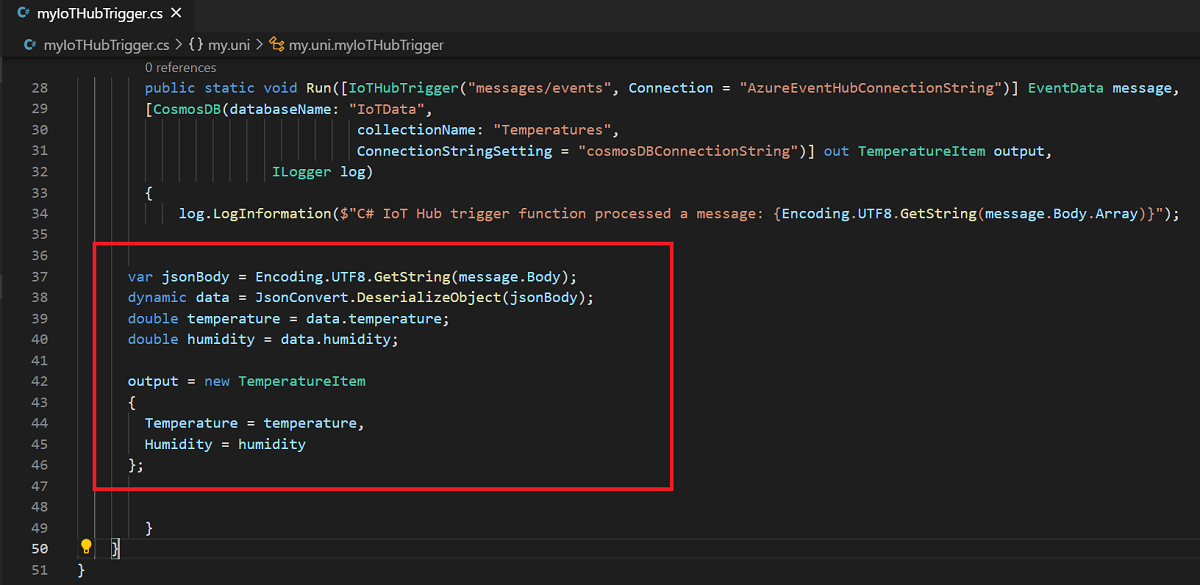 myIoTHubTrigger.cs
myIoTHubTrigger.cs > {} my.uni > my.uni.myIoTHubTrigger
0 references
28 public static void Run([IoTHubTrigger("messages/events", Connection = "AzureEventHubConnectionString")] EventData message,
29 [CosmosDB(databaseName: "IoTData",
30 collectionName: "Temperatures",
31 ConnectionStringSetting = "cosmosDBConnectionString")] out TemperatureItem output,
32 ILogger log)
33 {
34 log.LogInformation($"C# IoT Hub trigger function processed a message: {Encoding.UTF8.GetString(message.Body.Array)}");
35
36
37 var jsonBody = Encoding.UTF8.GetString(message.Body);
38 dynamic data = JsonConvert.DeserializeObject(jsonBody);
39 double temperature = data.temperature;
40 double humidity = data.humidity;
41
42 output = new TemperatureItem
43 {
44 Temperature = temperature,
45 Humidity = humidity
46 };
47
48
49 }
50 }
51 }